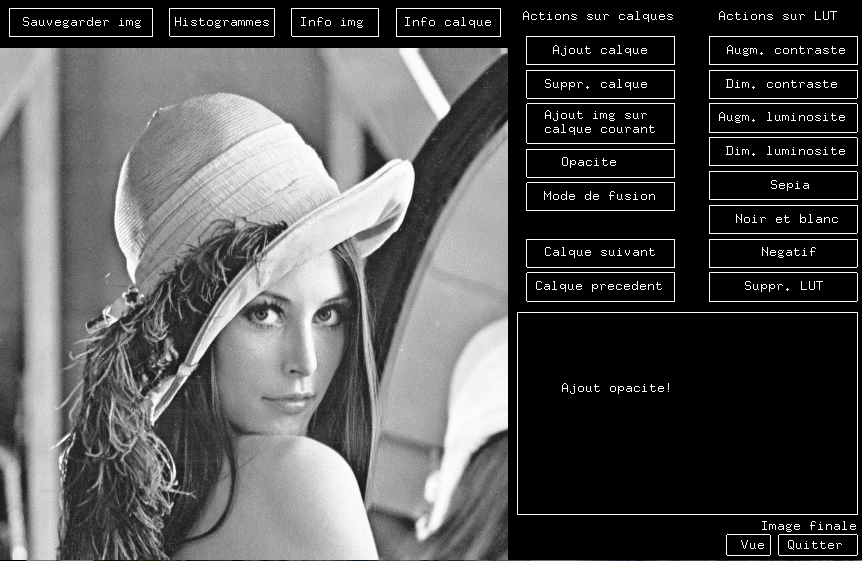 Sauvegarder img
Histogrammes
Info img
Info calque
Actions sur calques
Actions sur LUT
Ajout calque
Augm. contraste
Suppr. calque
Dim. contraste
Ajout img sur
calque courant
Augm. luminosite
Opacite
Dim. luminosite
Mode de fusion
Sepia
Noir et blanc
Calque suivant
Negatif
Calque precedent
Suppr. LUT
Ajout opacite!
Image finale
Vue
Quitter